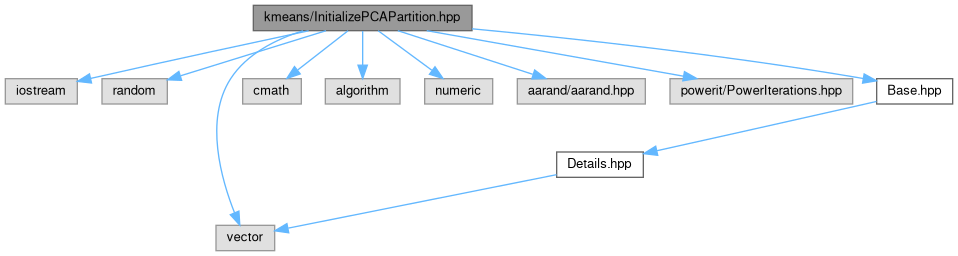 kmeans/InitializePCAPartition.hpp
iostream
random
cmath
algorithm
numeric
aarand/aarand.hpp
powerit/PowerIterations.hpp
Base.hpp
Details.hpp
vector